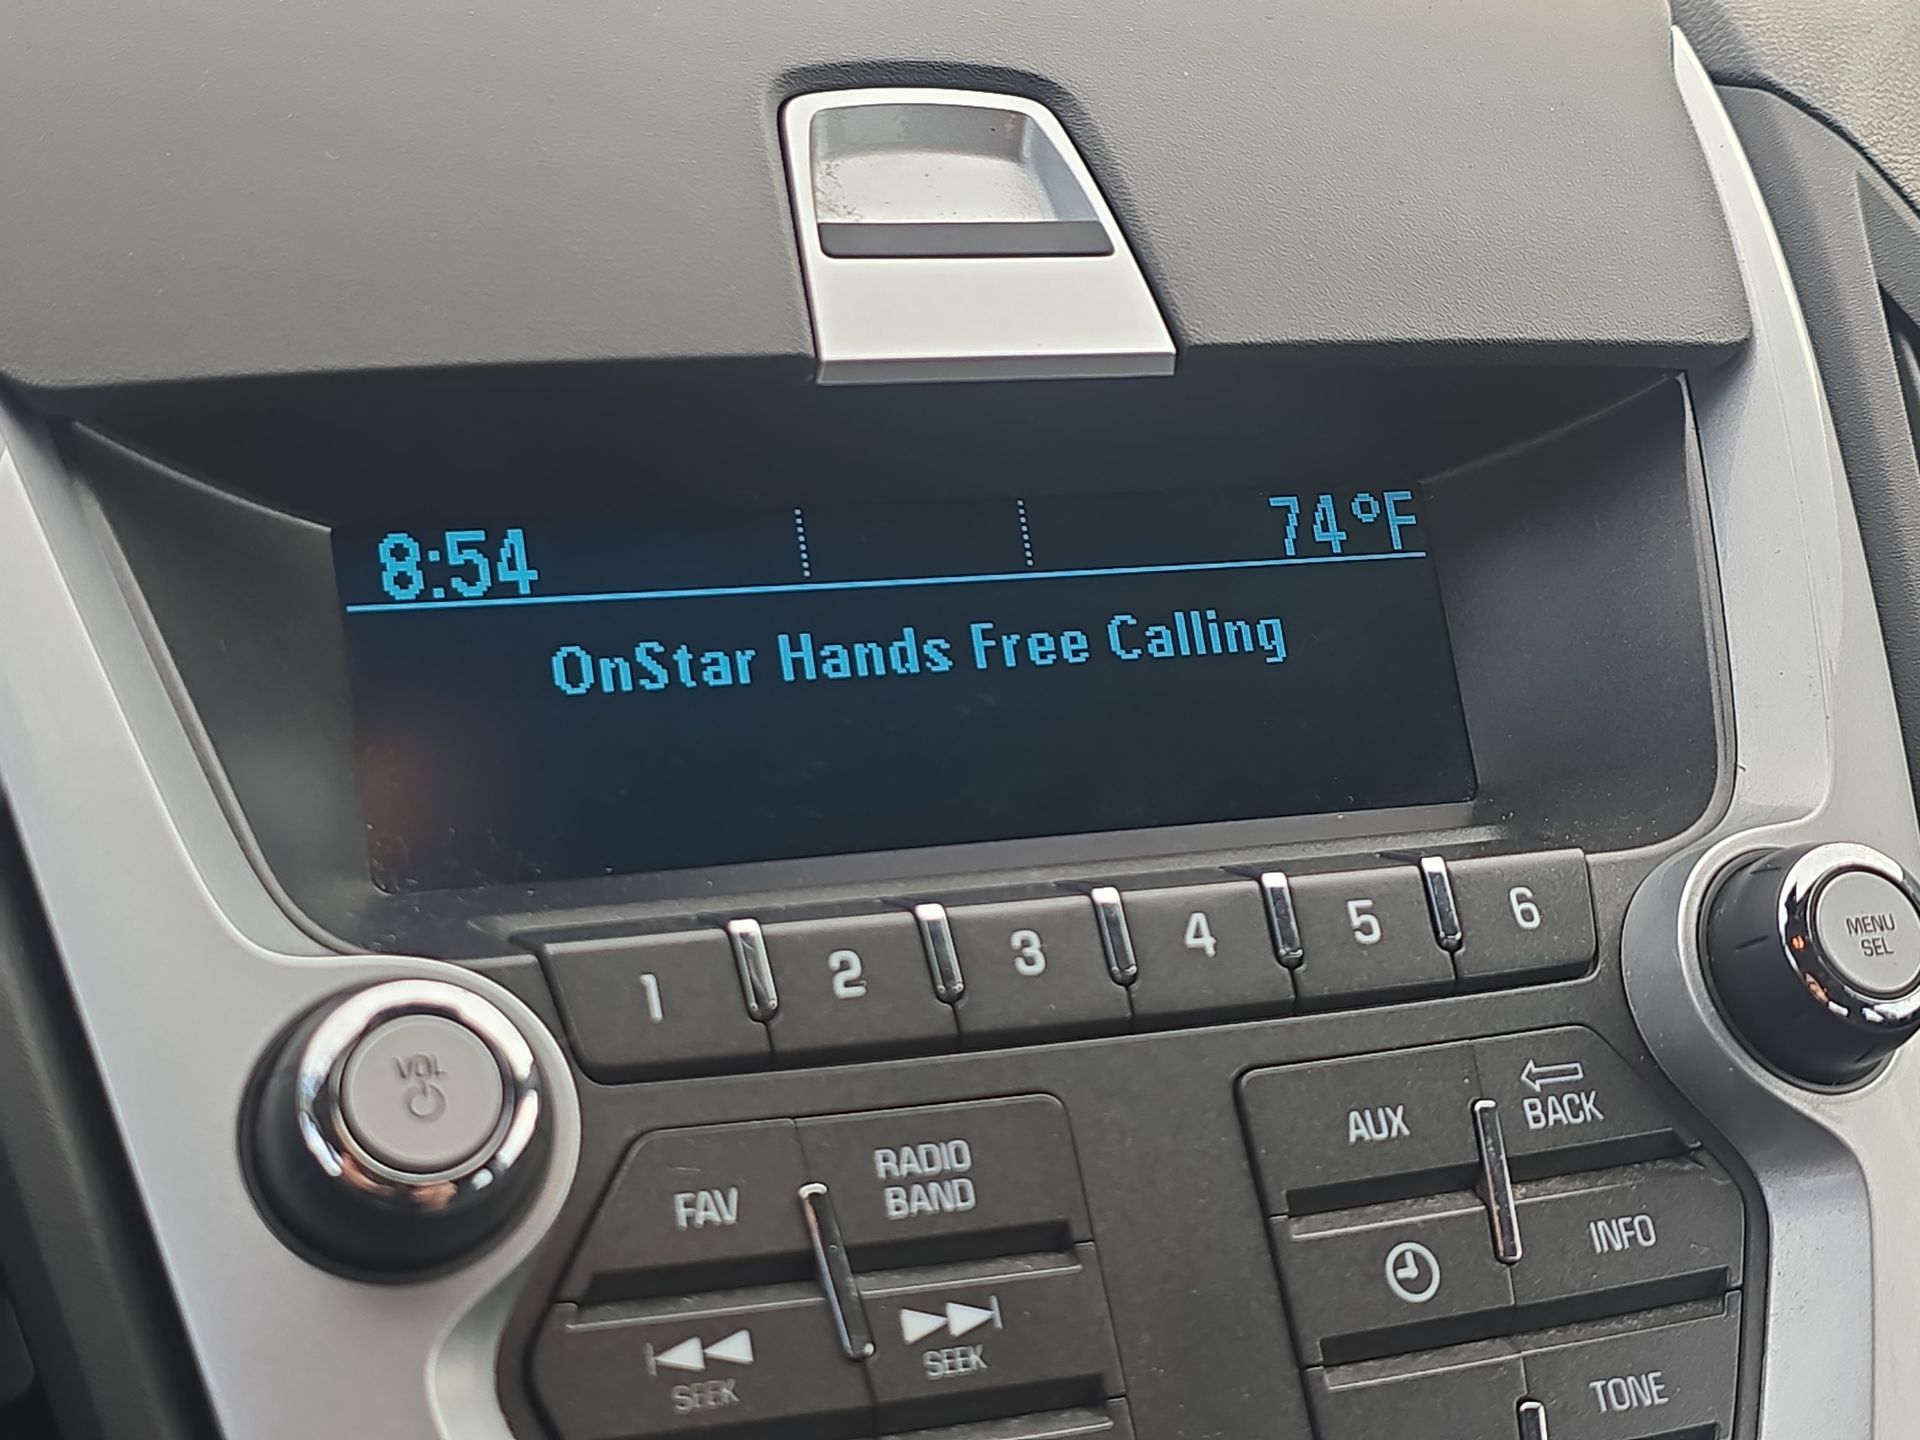 8:54 74°F
OnStar Hands Free Calling
1 2 3 4 5 6
MENU
SEL
VOL
FAV
RADIO
BAND
AUX
BACK
INFO
SEEK
SEEK
TONE